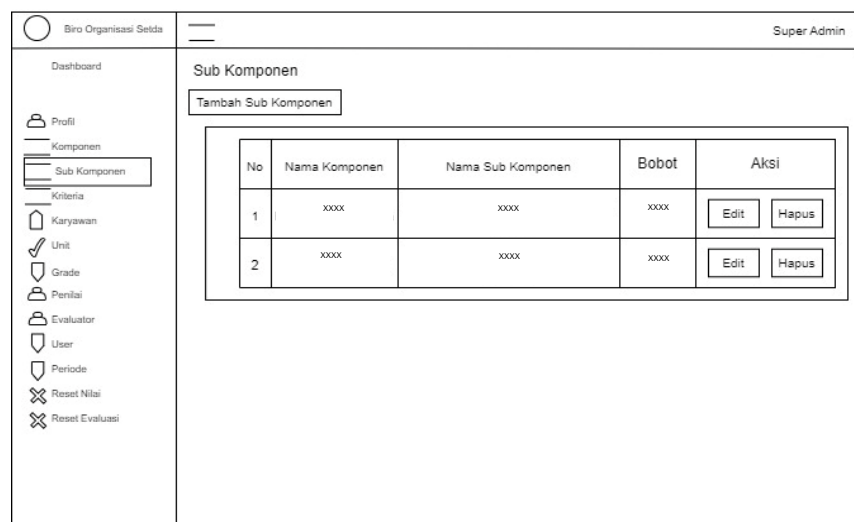 Biro Organisasi Setda
Super Admin
Dashboard
Profil
Komponen
Sub Komponen
Kriteria
Karyawan
Unit
Grade
Penilai
Evaluator
User
Periode
Reset Nilai
Reset Evaluasi
Sub Komponen
Tambah Sub Komponen
No Nama Komponen Nama Sub Komponen Bobot Aksi
1 xxxx xxxx xxxx Edit Hapus
2 xxxx xxxx xxxx Edit Hapus